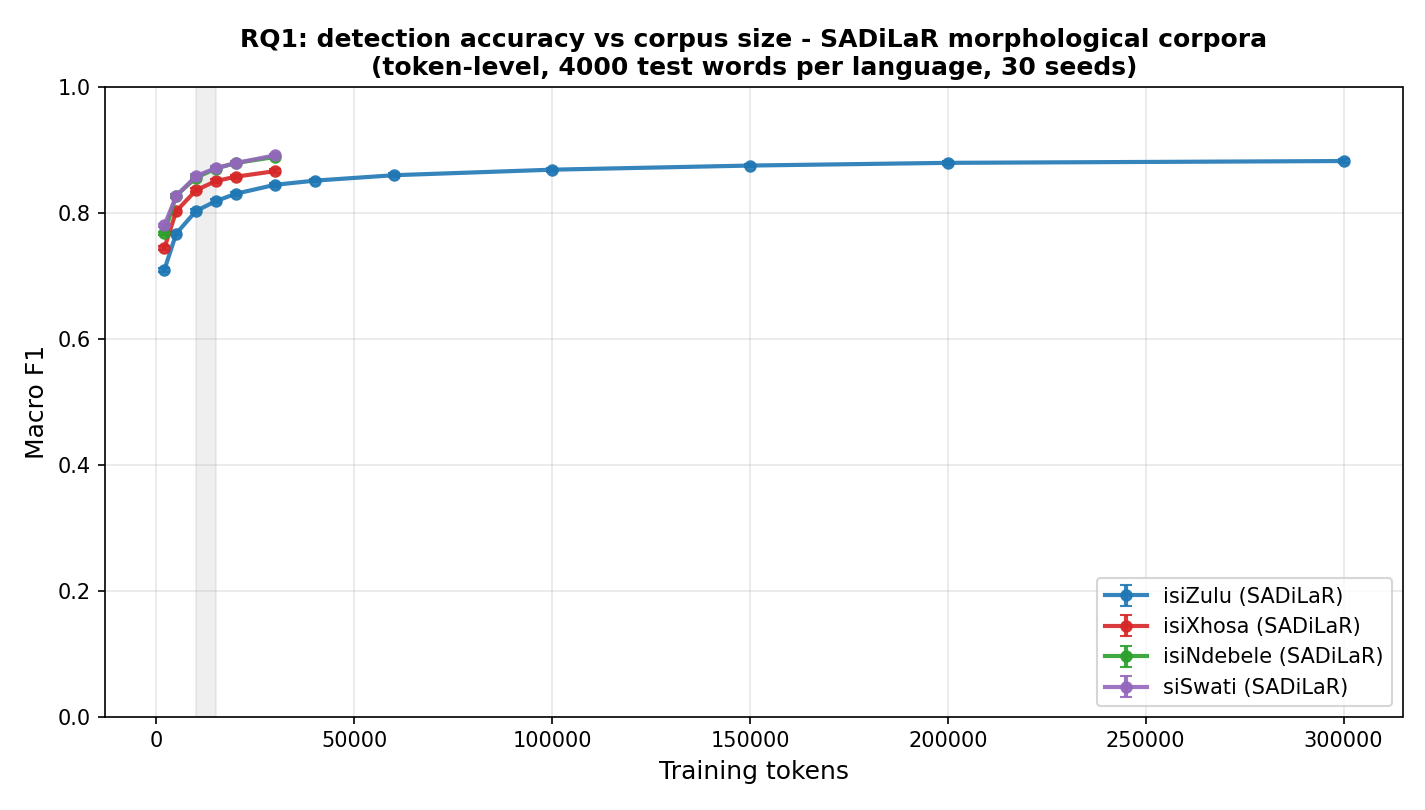 RQ1: detection accuracy vs corpus size - SADiLaR morphological corpora
(token-level, 4000 test words per language, 30 seeds)
1.0
0.8
0.6
0.4
0.2
0.0
Macro F1
0 50000 100000 150000 200000 250000 300000
Training tokens
isiZulu (SADiLaR)
isiXhosa (SADiLaR)
isiNdebele (SADiLaR)
siSwati (SADiLaR)